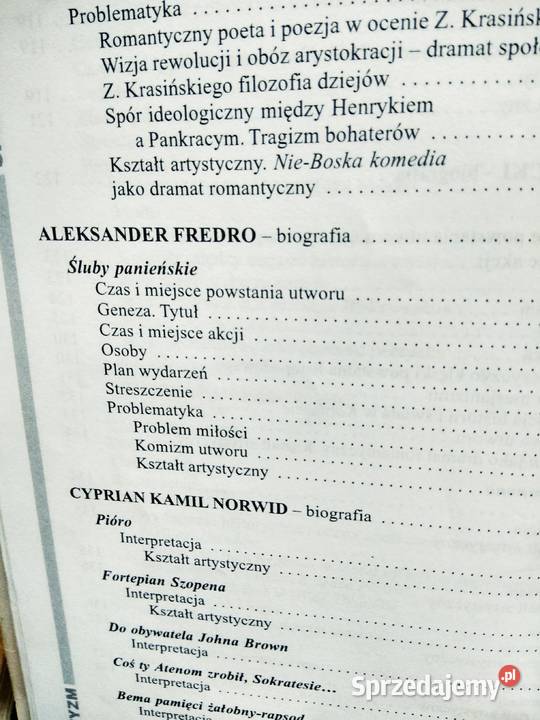 Problematyka
Romantyczny poeta i poezja w ocenie Z.
Wizja rewolucji i obóz arystokracji – dramat
Z. Krasińskiego filozofia dziejów
Spór ideologiczny między Henrykiem
a Pankracym. Tragizm bohaterów
Kształt artystyczny. Nie-Boska komedia
jako dramat romantyczny
ALEKSANDER FREDRO – biografia
Śluby panieńskie
Czas i miejsce powstania utworu
Geneza. Tytuł
Czas i miejsce akcji
Osoby
Plan wydarzeń
Streszczenie
Problematyka
Problem miłości
Komizm utworu
Kształt artystyczny
CYPRIAN KAMIL NORWID – biografia
Pióro
Interpretacja
Kształt artystyczny
Fortepian Szopena
Interpretacja
Kształt artystyczny
Do obywatela Johna Brown
Interpretacja
Coś ty Atenom zrobił, Sokratesie...
Interpretacja
Bema pamięci żałobny-rapsod
Interpretacja
YZM
Sprzedajemy.pl